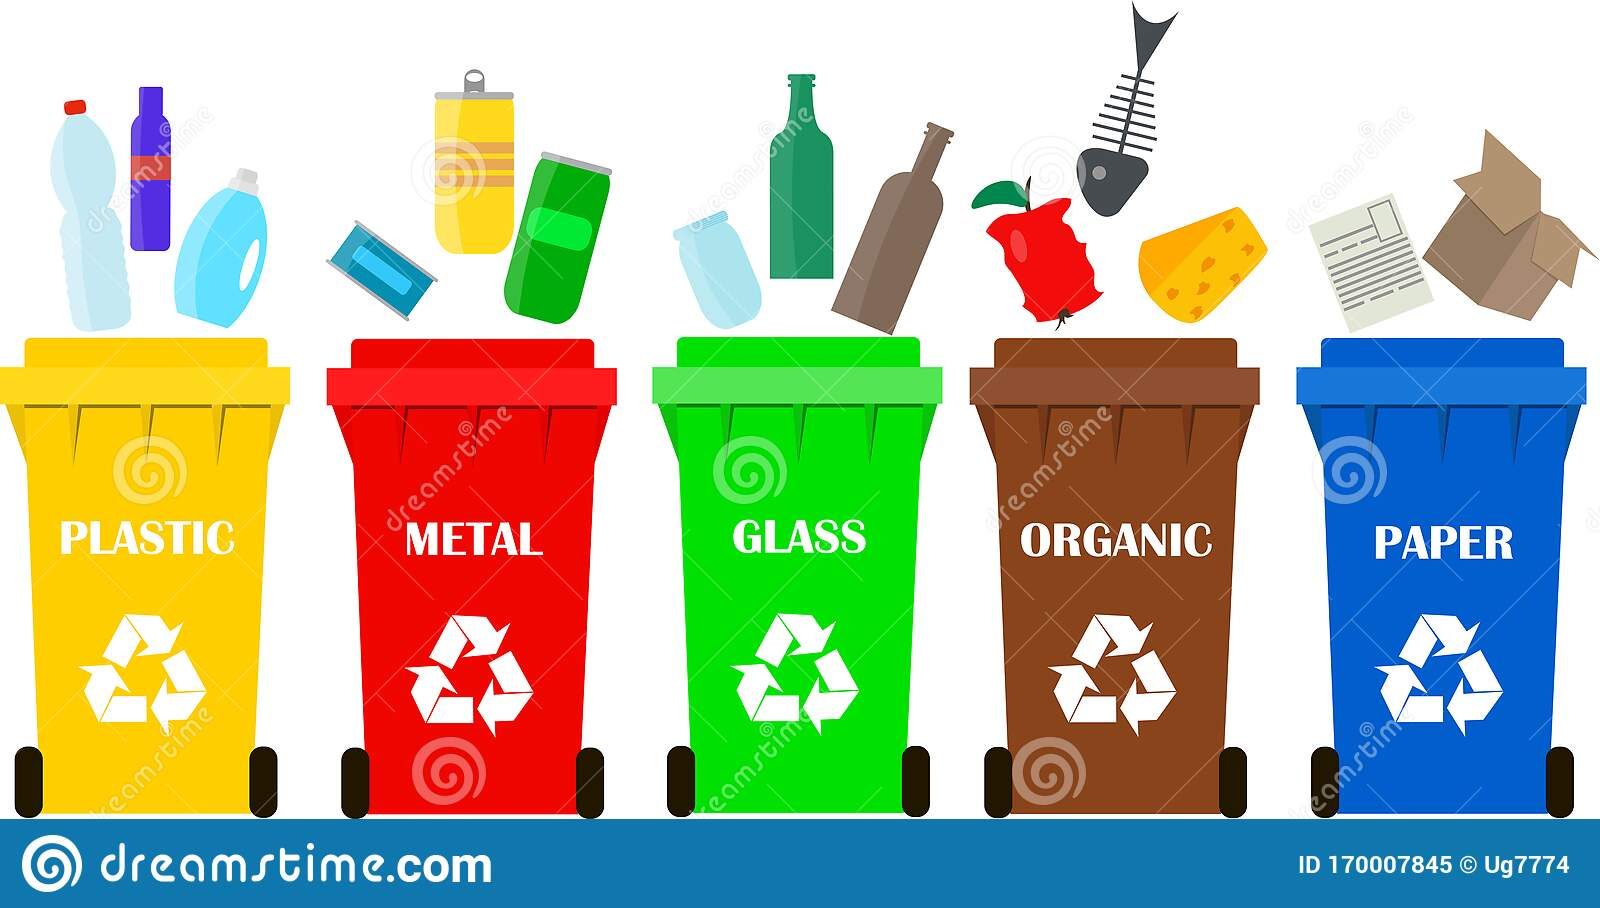 PLASTIC
METAL
GLASS
ORGANIC
PAPER
dreamstime.com
ID 170007845 © Ug7774